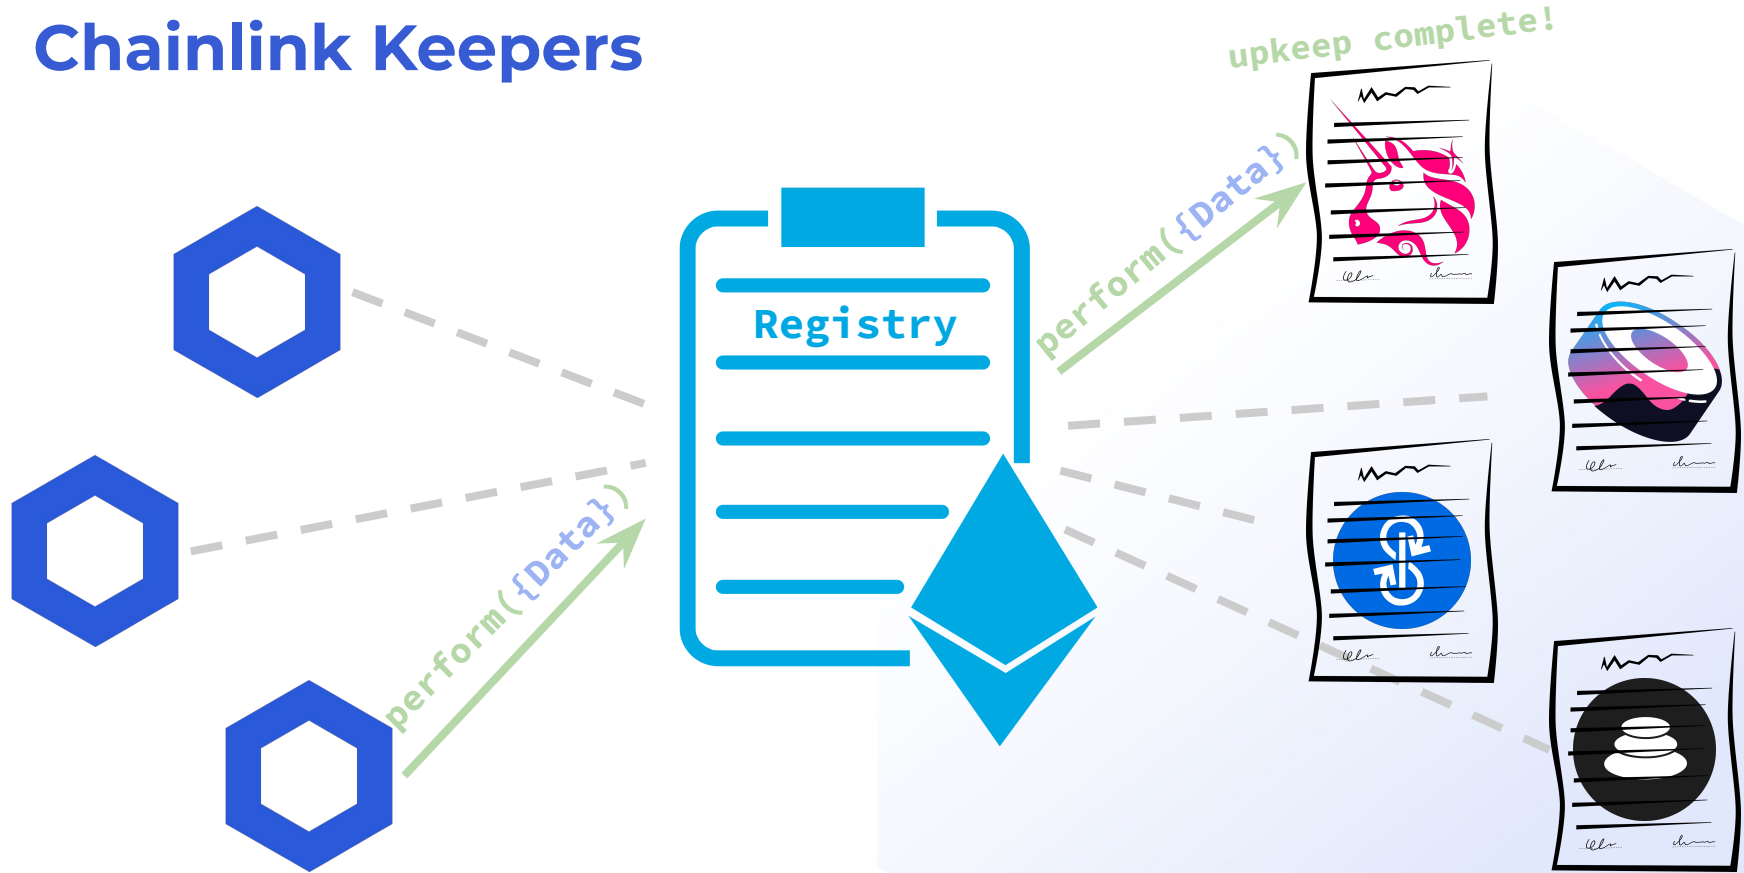 Chainlink Keepers
upkeep complete!
perform({Data})
Registry
perform({Data})